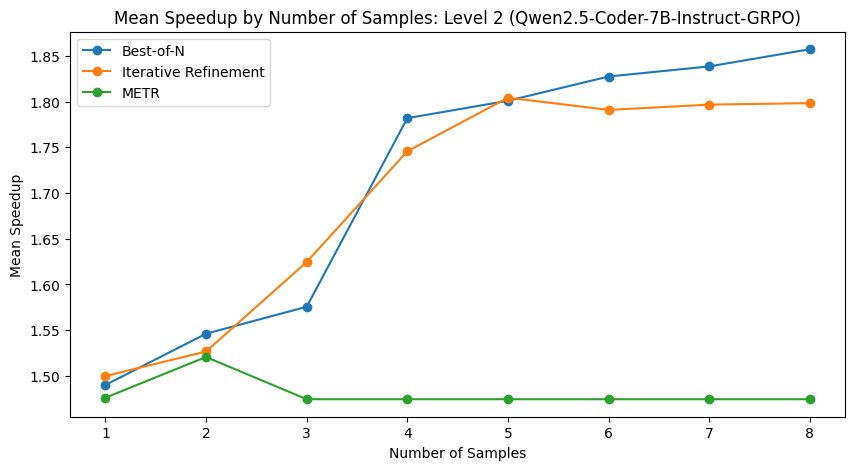 Mean Speedup by Number of Samples: Level 2 (Qwen2.5-Coder-7B-Instruct-GRPO)
Best-of-N
Iterative Refinement
METR
Mean Speedup
1.85
1.80
1.75
1.70
1.65
1.60
1.55
1.50
1 2 3 4 5 6 7 8
Number of Samples